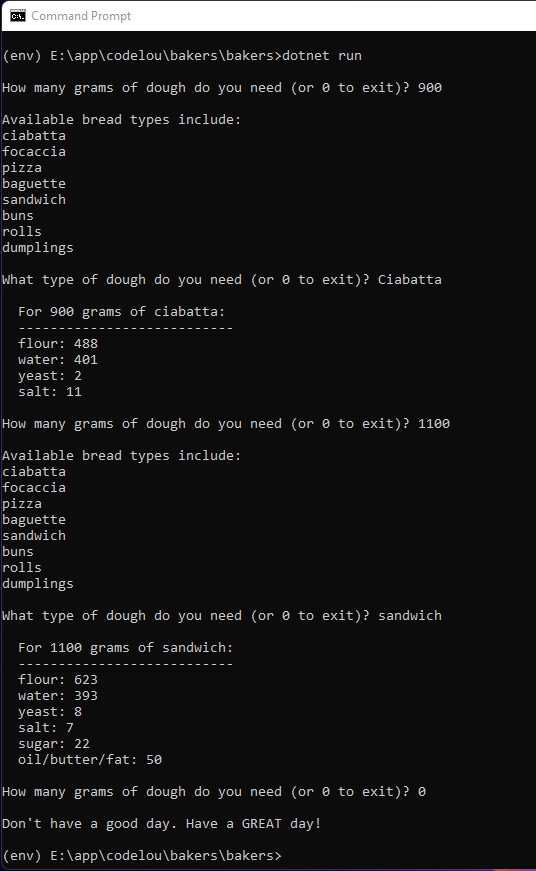 Command Prompt
(env) E:\app\codelou\bakers\bakers>dotnet run
How many grams of dough do you need (or 0 to exit)? 900
Available bread types include:
ciabatta
focaccia
pizza
baguette
sandwich
buns
rolls
dumplings
What type of dough do you need (or 0 to exit)? Ciabatta
For 900 grams of ciabatta:
---------------------------
flour: 488
water: 401
yeast: 2
salt: 11
How many grams of dough do you need (or 0 to exit)? 1100
Available bread types include:
ciabatta
focaccia
pizza
baguette
sandwich
buns
rolls
dumplings
What type of dough do you need (or 0 to exit)? sandwich
For 1100 grams of sandwich:
---------------------------
flour: 623
water: 393
yeast: 8
salt: 7
sugar: 22
oil/butter/fat: 50
How many grams of dough do you need (or 0 to exit)? 0
Don't have a good day. Have a GREAT day!
(env) E:\app\codelou\bakers\bakers>